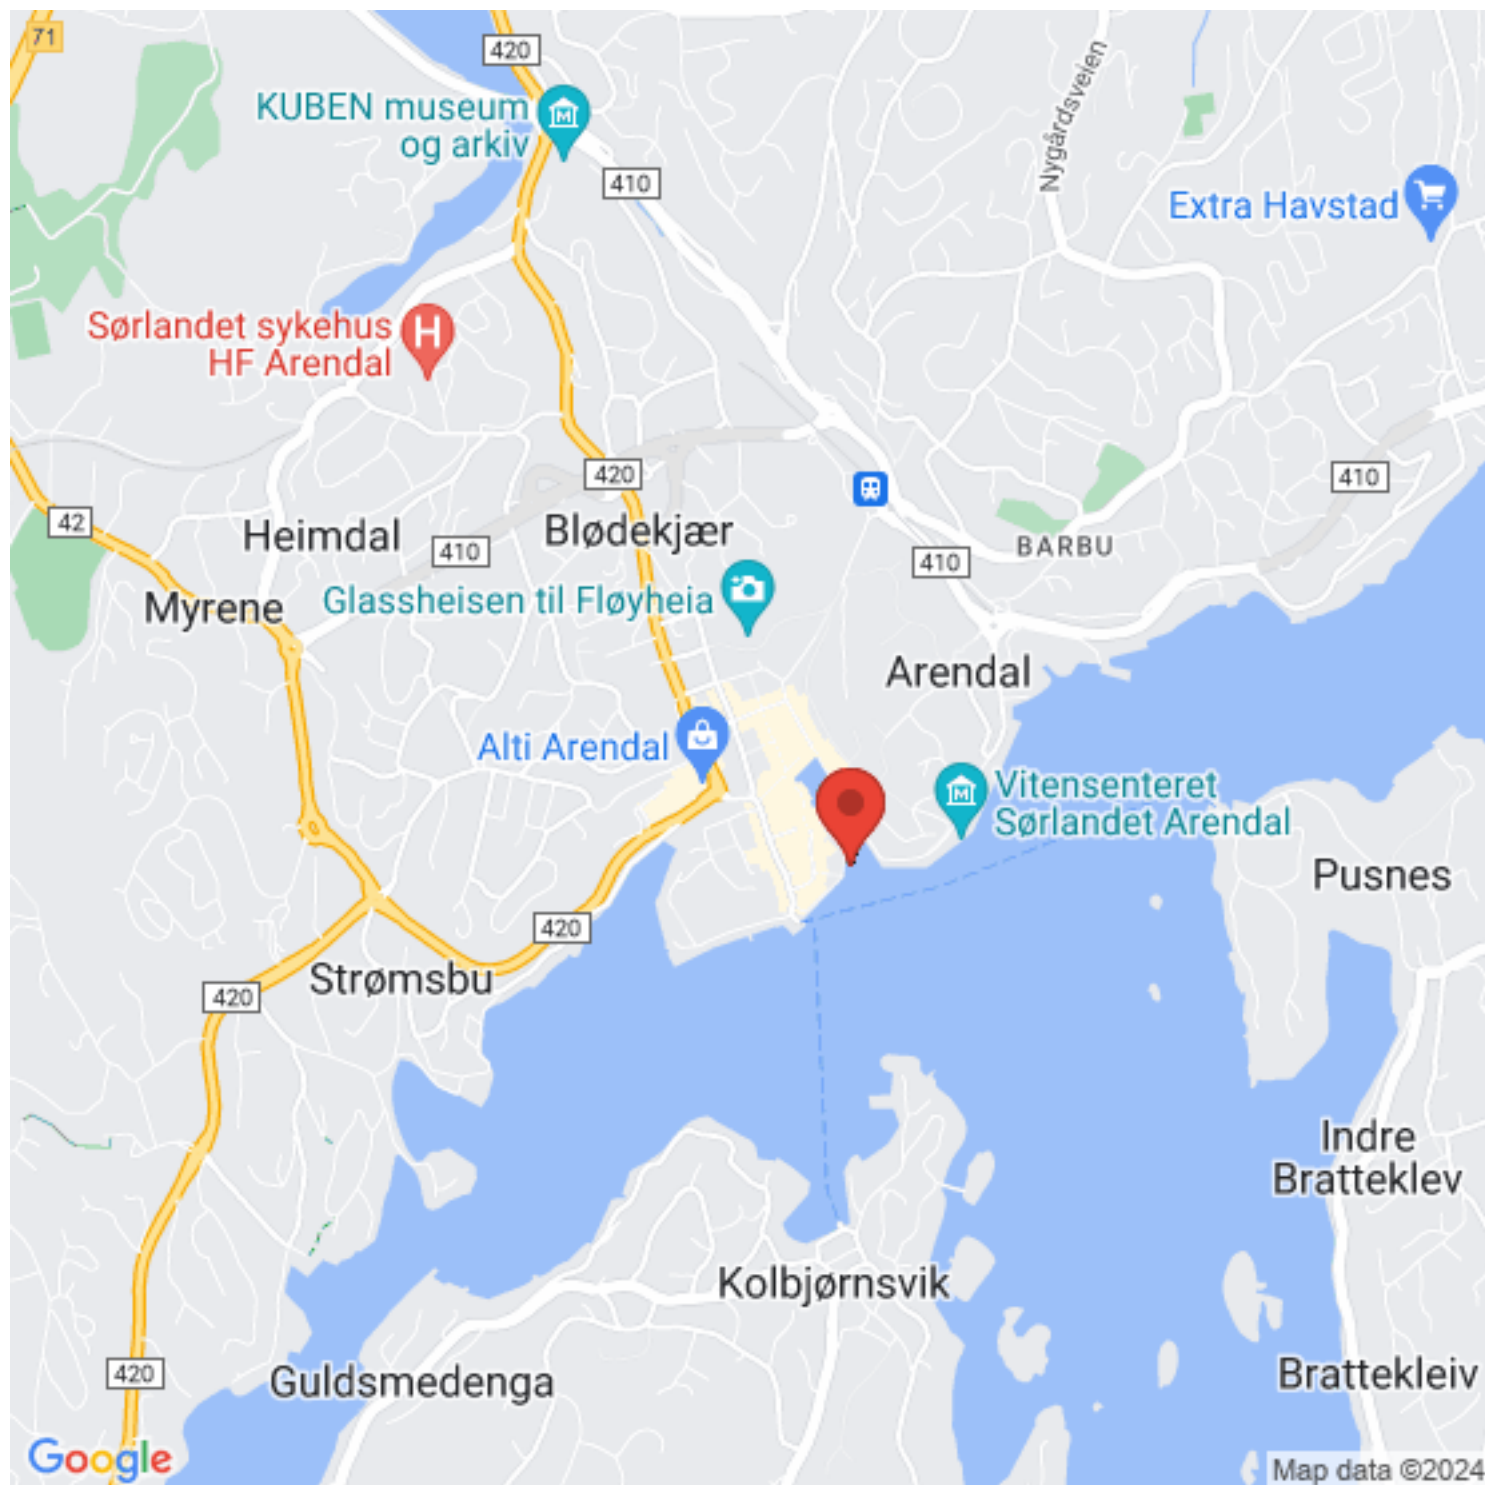 71
420
KUBEN museum
og arkiv
410
Nygårdsveien
Extra Havstad
Sørlandet sykehus
HF Arendal
420
410
42
Heimdal
410
Blødekjær
410
BARBU
Myrene
Glassheisen til Fløyheia
Arendal
Alti Arendal
Vitensenteret
Sørlandet Arendal
Pusnes
420
Strømsbu
420
Indre
Bratteklev
Kolbjørnsvik
420
Guldsmedenga
Brattekleiv
Google
Map data ©2024